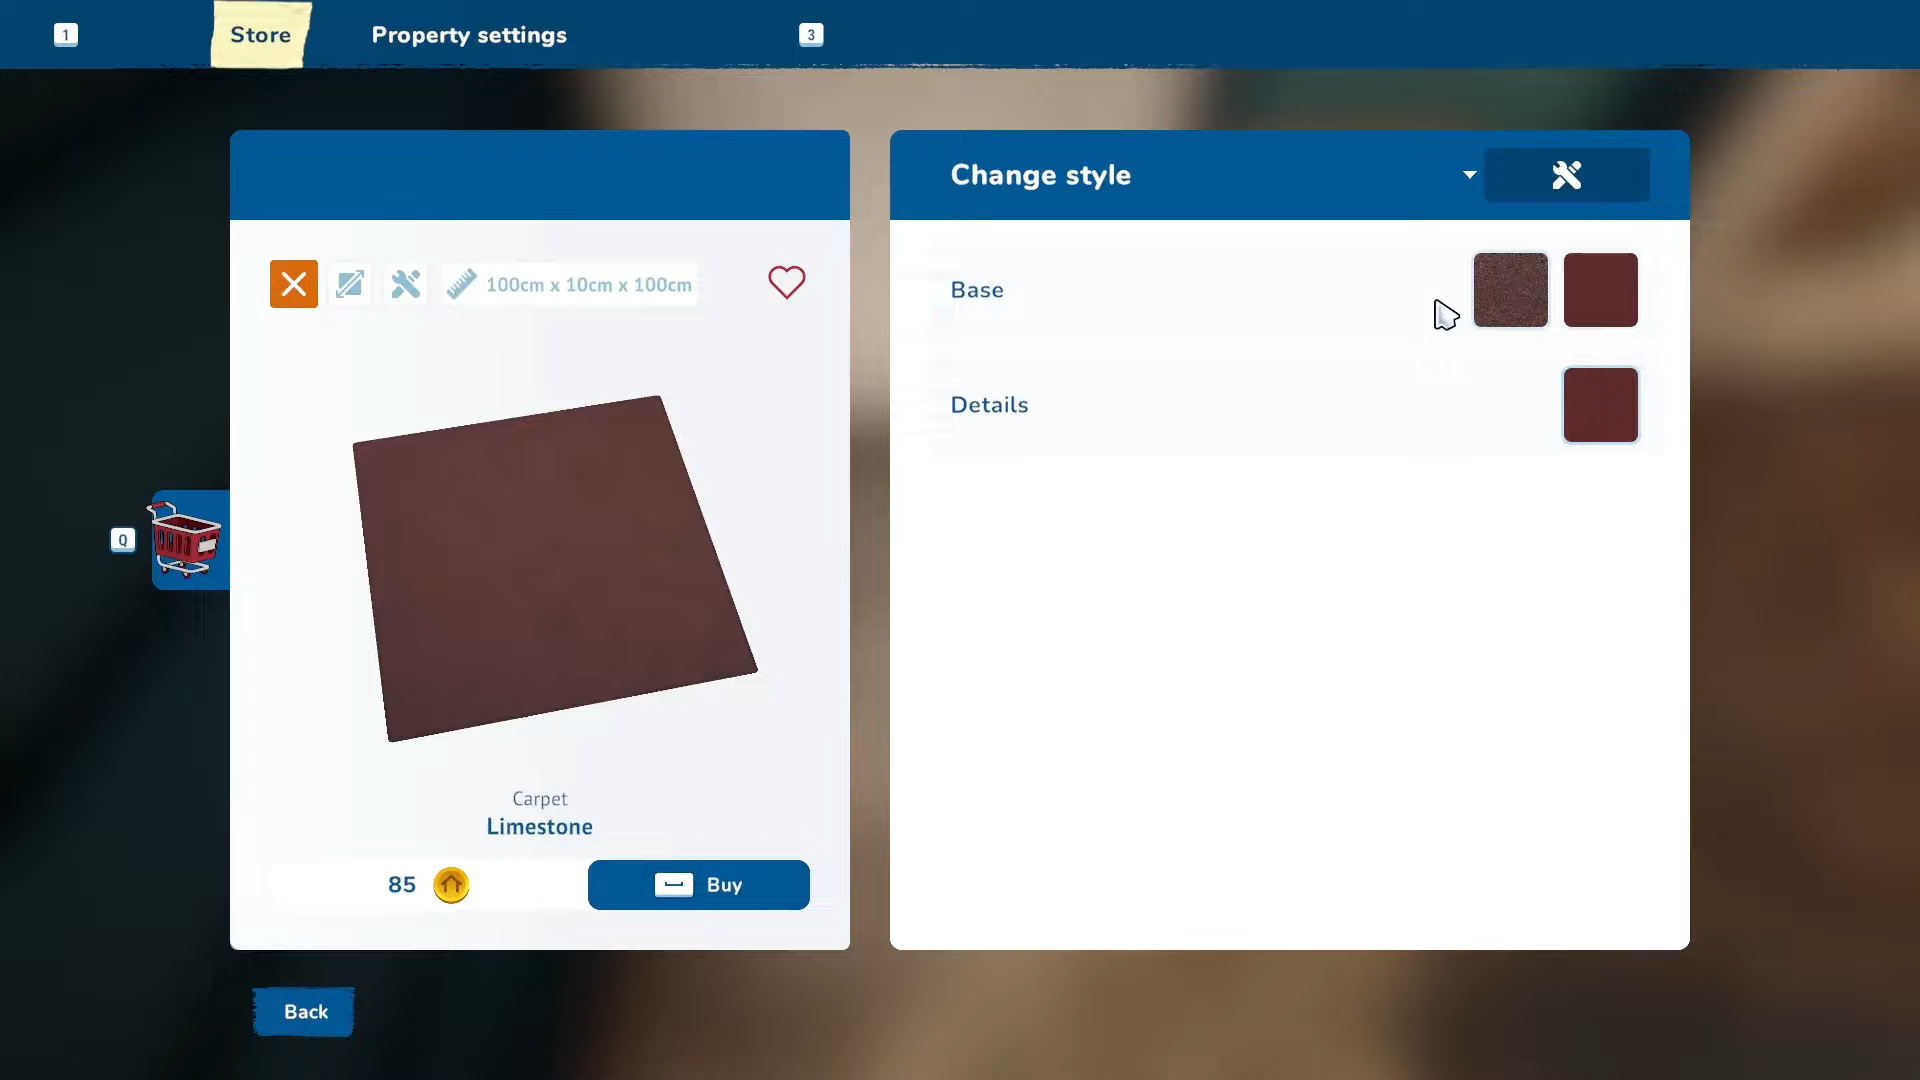 1
Store
Property settings
3
Change style
100cm x 10cm x 100cm
Base
Details
Q
Carpet
Limestone
85
Buy
Back